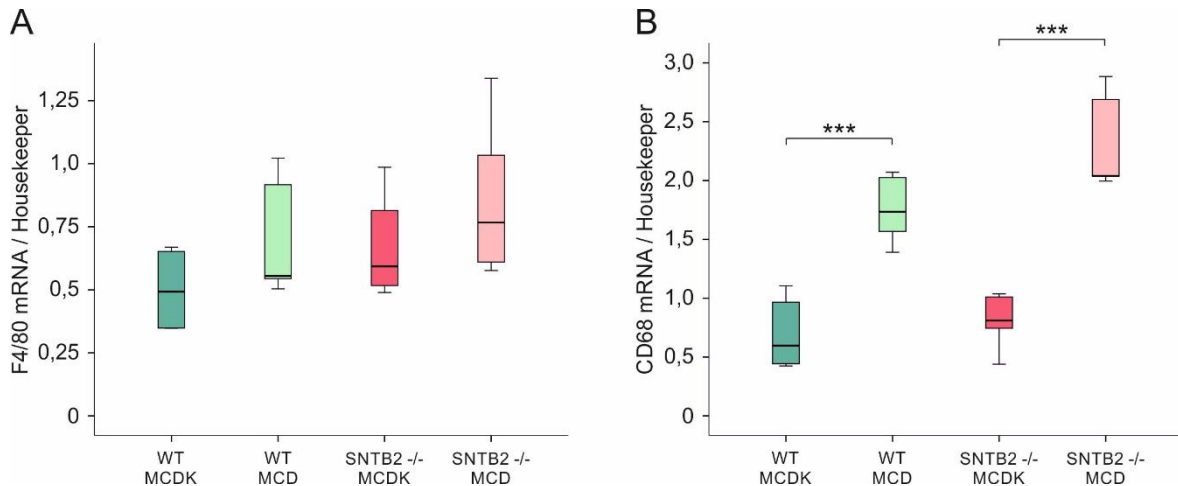 A
F4/80 mRNA / Housekeeper
1,25
1,0
0,75
0,5
0,25
0
WT
MCDK
WT
MCD
SNTB2 -/-
MCDK
SNTB2 -/-
MCD
B
CD68 mRNA / Housekeeper
3,0
2,5
2,0
1,5
1,0
0,5
0
***
***
WT
MCDK
WT
MCD
SNTB2 -/-
MCDK
SNTB2 -/-
MCD